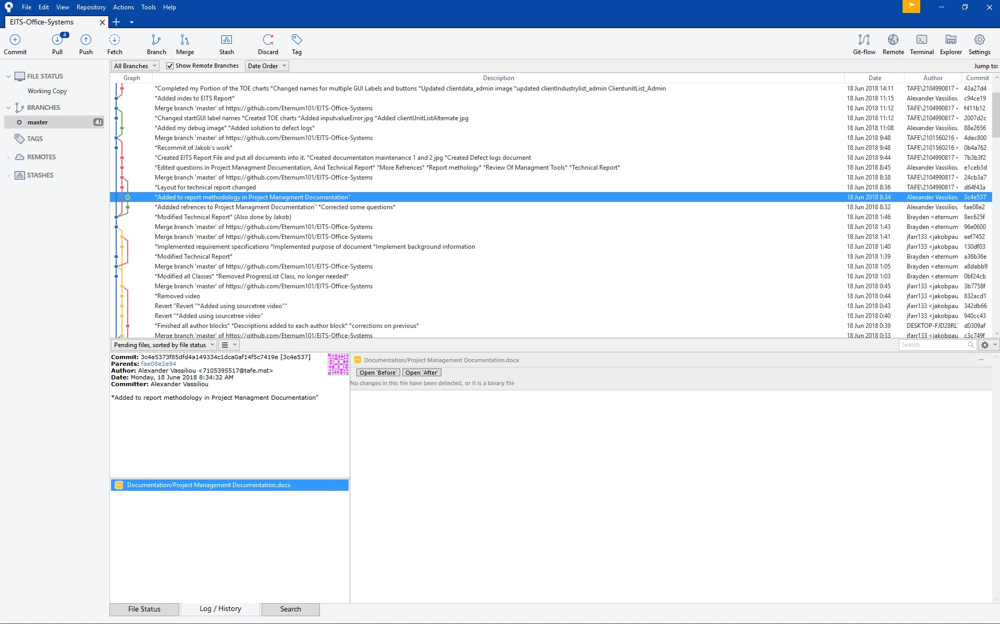 File Edit View Repository Actions Tools Help
EITS-Office-Systems
4
Commit Pull Push Fetch Branch Merge Stash Discard Tag Git-flow Remote Terminal Explorer Settings
All Branches Show Remote Branches Date Order Jump to:
FILE STATUS
Working Copy
BRANCHES
master 4↓
TAGS
REMOTES
STASHES
Graph Description Date Author Commit
*Completed my Portion of the TOE charts *Changed names for multiple GUI Labels and buttons *Updated clientdata_admin image *updated clientIndustrylist_admin ClientunitList_Admin 18 Jun 2018 14:11 TAFE\2104990817 < 43a27d4
*Added index to EITS Report* 18 Jun 2018 11:15 Alexander Vassiliou c94ce19
Merge branch 'master' of https://github.com/Eternum101/EITS-Office-Systems 18 Jun 2018 11:12 TAFE\2104990817 < f411b12
*Changed startGUI label names *Created TOE charts *Added inputvalueError jpg *Added clientUnitListAlternate jpg 18 Jun 2018 11:12 TAFE\2104990817 < 2007d2c
*Added my debug image* *Added solution to defect logs* 18 Jun 2018 11:08 Alexander Vassiliou 88e2656
Merge branch 'master' of https://github.com/Eternum101/EITS-Office-Systems 18 Jun 2018 9:48 TAFE\2101560216 < 4dec800
*Recommit of Jakob's work* 18 Jun 2018 9:48 TAFE\2101560216 < 0b4a762
*Created EITS Report File and put all documents into it. *Created documentaton maintenance 1 and 2 jpg *Created Defect logs document 18 Jun 2018 9:44 TAFE\2104990817 < 7b3b3f2
*Edited questions in Project Managment Documentation, And Technical Report* *More Refrences* *Report methology* *Review Of Managment Tools* *Technical Report* 18 Jun 2018 8:45 Alexander Vassiliou e1ceb3d
Merge branch 'master' of https://github.com/Eternum101/EITS-Office-Systems 18 Jun 2018 8:38 TAFE\2104990817 < 24cb3a7
*Layout for technical report changed 18 Jun 2018 8:36 TAFE\2104990817 < d64f43a
*Added to report methodology in Project Managment Documentation" 18 Jun 2018 8:34 Alexander Vassiliou 3c4e537
*Addded refrences to Project Managment Documentation" *Corrected some questions* 18 Jun 2018 8:32 Alexander Vassiliou fae08e2
*Modified Technical Report* (Also done by Jakob) 18 Jun 2018 1:46 Brayden <eternum 8ec625f
Merge branch 'master' of https://github.com/Eternum101/EITS-Office-Systems 18 Jun 2018 1:43 Brayden <eternum 96e0600
Merge branch 'master' of https://github.com/Eternum101/EITS-Office-Systems 18 Jun 2018 1:41 jfarr133 <jakobpau eef7452
*Implemented requirement specifications *Implemented purpose of document *Implement background information 18 Jun 2018 1:40 jfarr133 <jakobpau 130df03
*Modified Technical Report* 18 Jun 2018 1:39 Brayden <eternum a36b36e
Merge branch 'master' of https://github.com/Eternum101/EITS-Office-Systems 18 Jun 2018 1:05 Brayden <eternum a8dabb9
*Modified all Classes* *Removed ProgressList Class, no longer needed* 18 Jun 2018 1:03 Brayden <eternum 0bf24cb
Merge branch 'master' of https://github.com/Eternum101/EITS-Office-Systems 18 Jun 2018 0:45 jfarr133 <jakobpau 3b7758f
*Removed video 18 Jun 2018 0:44 jfarr133 <jakobpau 832acd1
Revert "Revert "*Added using sourcetree video"" 18 Jun 2018 0:43 jfarr133 <jakobpau 342db66
Revert "*Added using sourcetree video" 18 Jun 2018 0:40 jfarr133 <jakobpau 940cc43
*Finished all author blocks* *Descriptions added to each author block* *corrections on previous* 18 Jun 2018 0:39 DESKTOP-FJD28RL\ d0309af
Merge branch 'master' of https://github.com/Eternum101/EITS-Office-Systems 18 Jun 2018 0:33 jfarr133 <jakobpau c3c749f
Pending files, sorted by file status Search
Commit: 3c4e5373f85dfd4a149334c1dca0af14f5c7419e [3c4e537]
Parents: fae08e2e94
Author: Alexander Vassiliou <7105395517@tafe.mst>
Date: Monday, 18 June 2018 8:34:32 AM
Committer: Alexander Vassiliou
*Added to report methodology in Project Managment Documentation"
Documentation/Project Management Documentation.docx
Documentation/Project Management Documentation.docx
Open 'Before' Open 'After'
No changes in this file have been detected, or it is a binary file
File Status Log / History Search